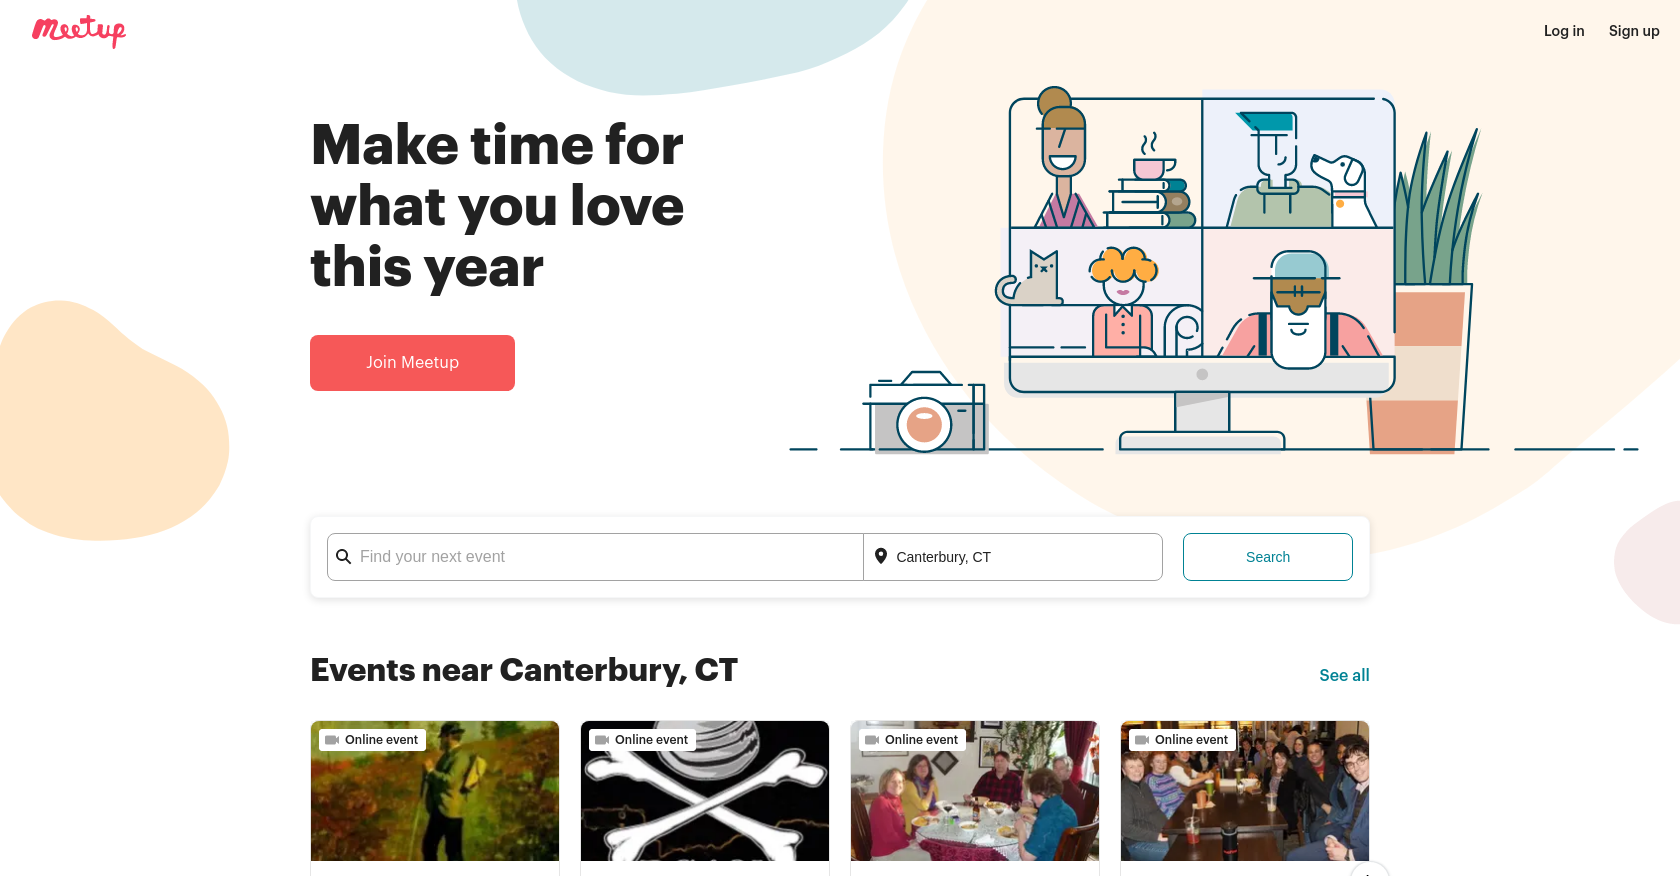 Meetup
Log in
Sign up
Make time for
what you love
this year
Join Meetup
Find your next event
Canterbury, CT
Search
Events near Canterbury, CT
See all
Online event
Online event
Online event
Online event